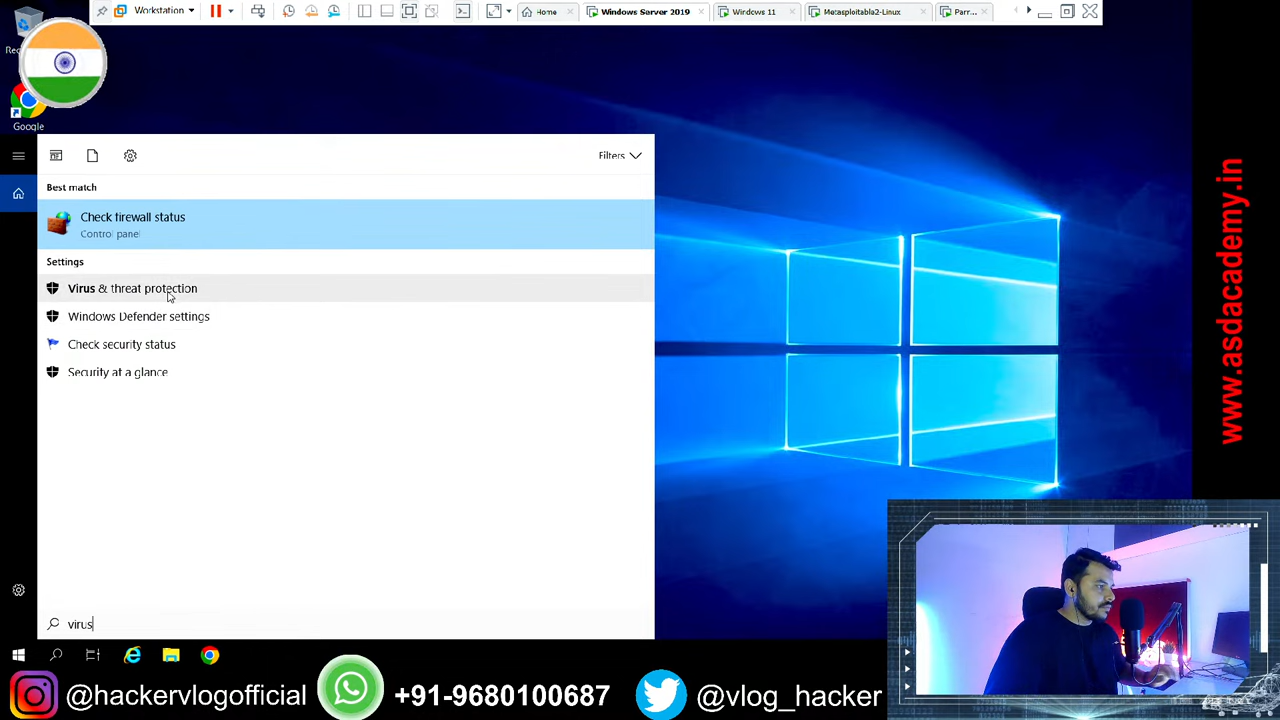 Workstation
Home
Windows Server 2019
Windows 11
Metasploitable2-Linux
Parr...
Google
Filters
Best match
Check firewall status
Control panel
Settings
Virus & threat protection
Windows Defender settings
Check security status
Security at a glance
virus
www.asdacademy.in
@hackervlogofficial
+91-9680100687
@vlog_hacker